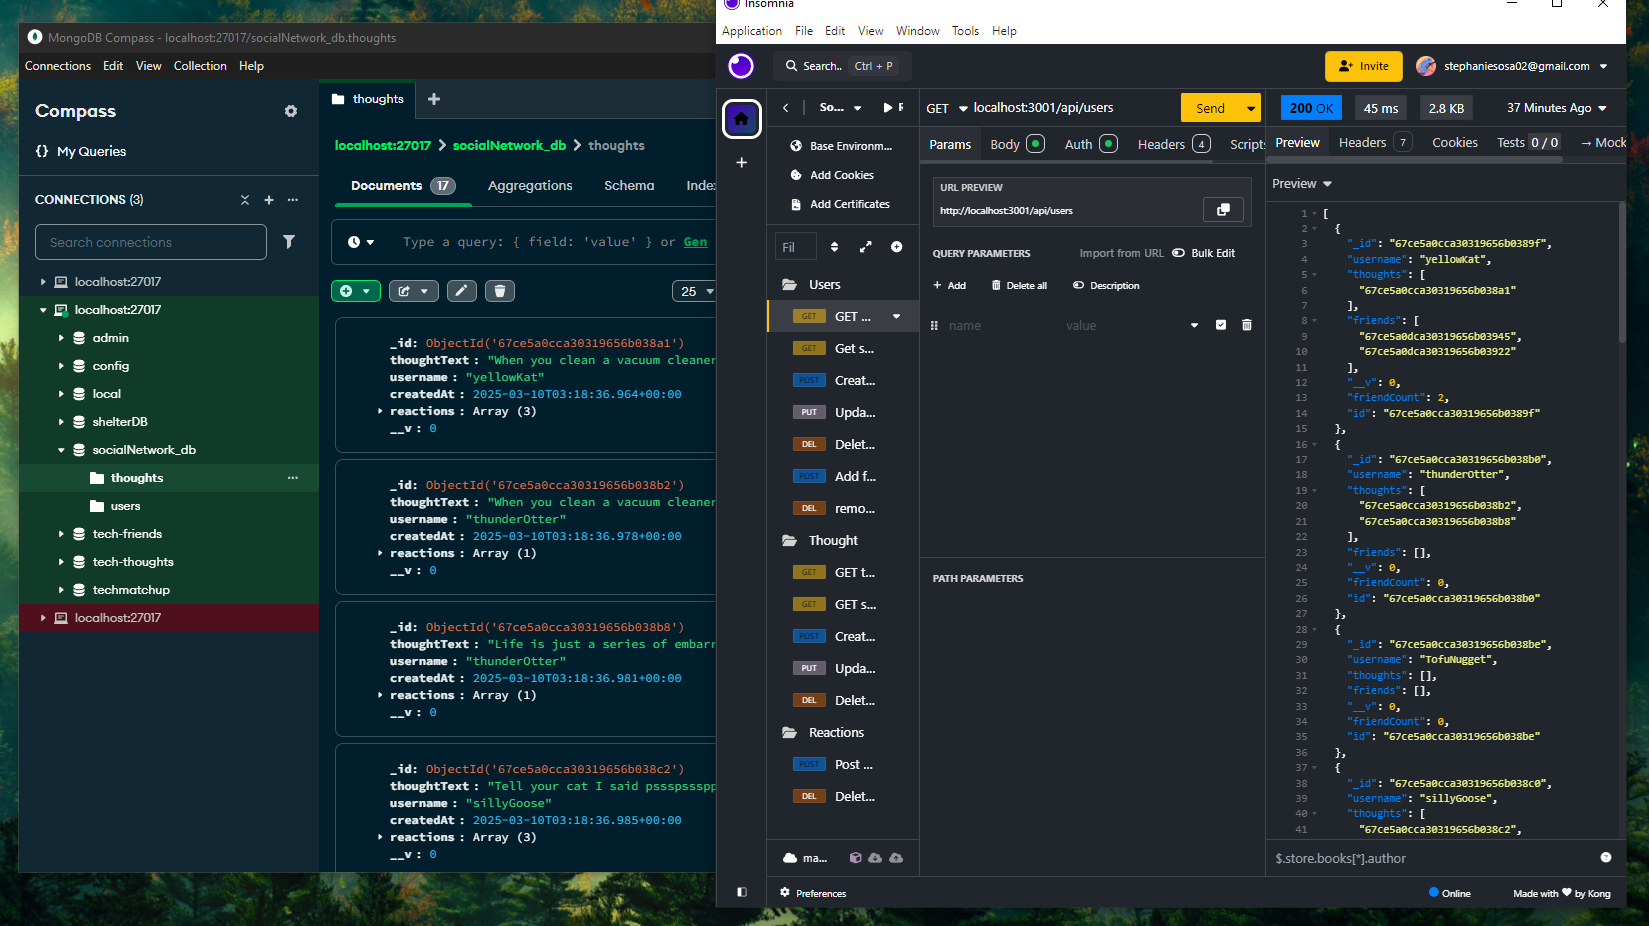 MongoDB Compass - localhost:27017/socialNetwork_db.thoughts
Connections Edit View Collection Help
Compass
{} My Queries
CONNECTIONS (3)
Search connections
localhost:27017
localhost:27017
admin
config
local
shelterDB
socialNetwork_db
thoughts
users
tech-friends
tech-thoughts
techmatchup
localhost:27017
thoughts
localhost:27017 > socialNetwork_db > thoughts
Documents 17 Aggregations Schema Index
Type a query: { field: 'value' } or Gen
25
_id: ObjectId('67ce5a0cca30319656b038a1')
thoughtText : "When you clean a vacuum cleaner
username : "yellowKat"
createdAt : 2025-03-10T03:18:36.964+00:00
reactions : Array (3)
__v : 0
_id: ObjectId('67ce5a0cca30319656b038b2')
thoughtText : "When you clean a vacuum cleaner
username : "thunderOtter"
createdAt : 2025-03-10T03:18:36.978+00:00
reactions : Array (1)
__v : 0
_id: ObjectId('67ce5a0cca30319656b038b8')
thoughtText : "Life is just a series of embarr
username : "thunderOtter"
createdAt : 2025-03-10T03:18:36.981+00:00
reactions : Array (1)
__v : 0
_id: ObjectId('67ce5a0cca30319656b038c2')
thoughtText : "Tell your cat I said pssspssspp
username : "sillyGoose"
createdAt : 2025-03-10T03:18:36.985+00:00
reactions : Array (3)
__v : 0
Insomnia
Application File Edit View Window Tools Help
Search.. Ctrl + P
Invite
stephaniesosa02@gmail.com
So...
Base Environm...
Add Cookies
Add Certificates
Fil
Users
GET GET ...
GET Get s...
POST Creat...
PUT Upda...
DEL Delet...
POST Add f...
DEL remo...
Thought
GET GET t...
GET GET s...
POST Creat...
PUT Upda...
DEL Delet...
Reactions
POST Post ...
DEL Delet...
ma...
Preferences
GET localhost:3001/api/users
Send
Params Body Auth Headers 4 Scripts
URL PREVIEW
http://localhost:3001/api/users
QUERY PARAMETERS Import from URL Bulk Edit
+ Add Delete all Description
name value
PATH PARAMETERS
200 OK 45 ms 2.8 KB 37 Minutes Ago
Preview Headers 7 Cookies Tests 0 / 0 → Mock
Preview
1 [
2 {
3 "_id": "67ce5a0cca30319656b0389f",
4 "username": "yellowKat",
5 "thoughts": [
6 "67ce5a0cca30319656b038a1"
7 ],
8 "friends": [
9 "67ce5a0dca30319656b03945",
10 "67ce5a0dca30319656b03922"
11 ],
12 "__v": 0,
13 "friendCount": 2,
14 "id": "67ce5a0cca30319656b0389f"
15 },
16 {
17 "_id": "67ce5a0cca30319656b038b0",
18 "username": "thunderOtter",
19 "thoughts": [
20 "67ce5a0cca30319656b038b2",
21 "67ce5a0cca30319656b038b8"
22 ],
23 "friends": [],
24 "__v": 0,
25 "friendCount": 0,
26 "id": "67ce5a0cca30319656b038b0"
27 },
28 {
29 "_id": "67ce5a0cca30319656b038be",
30 "username": "TofuNugget",
31 "thoughts": [],
32 "friends": [],
33 "__v": 0,
34 "friendCount": 0,
35 "id": "67ce5a0cca30319656b038be"
36 },
37 {
38 "_id": "67ce5a0cca30319656b038c0",
39 "username": "sillyGoose",
40 "thoughts": [
41 "67ce5a0cca30319656b038c2",
$.store.books[*].author
Online Made with ♥ by Kong